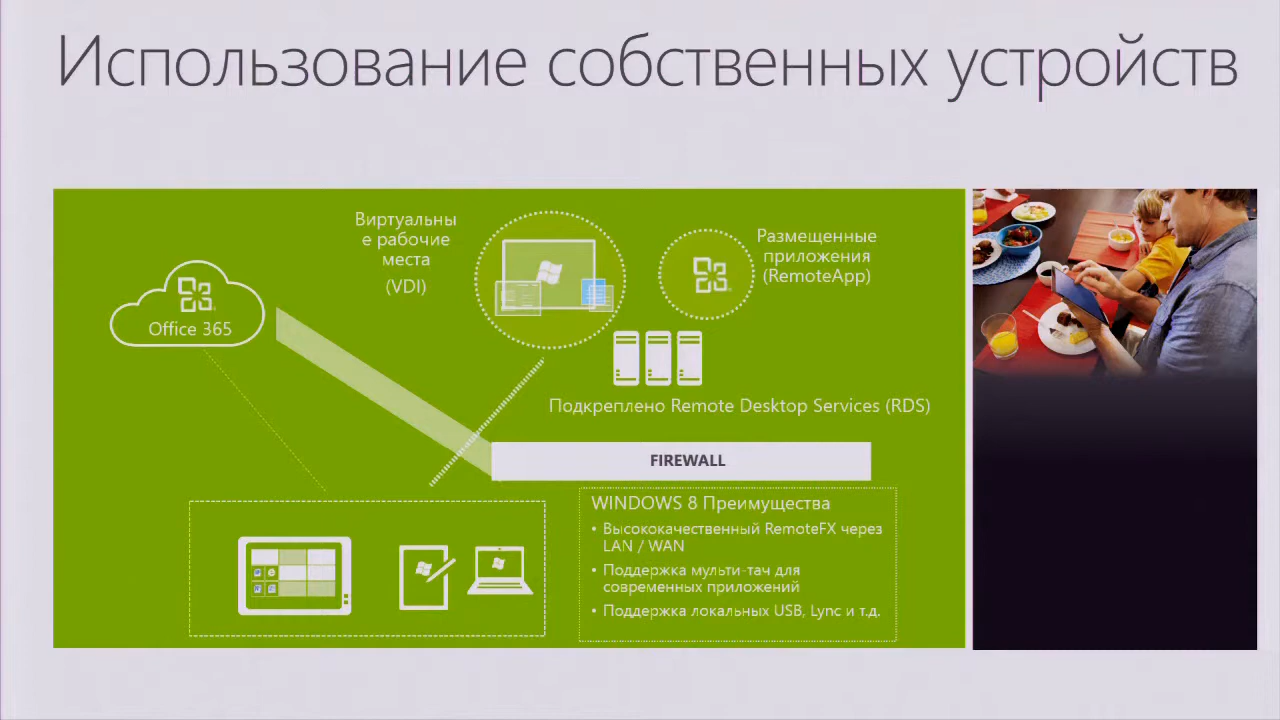 Использование собственных устройств
Виртуальны
е рабочие
места
(VDI)
Размещенные
приложения
(RemoteApp)
Office 365
Подкреплено Remote Desktop Services (RDS)
FIREWALL
WINDOWS 8 Преимущества
• Высококачественный RemoteFX через
LAN / WAN
• Поддержка мульти-тач для
современных приложений
• Поддержка локальных USB, Lync и т.д.